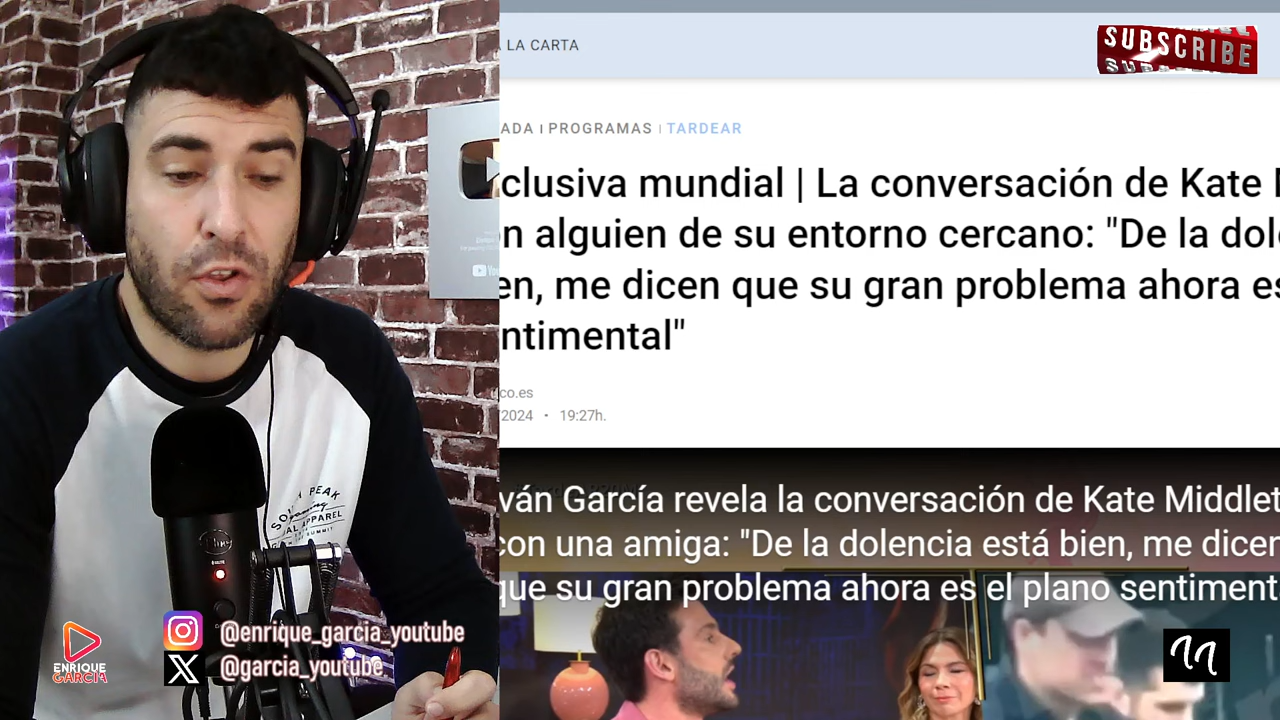 A LA CARTA
SUBSCRIBE
ADA | PROGRAMAS | TARDEAR
clusiva mundial | La conversación de Kate
n alguien de su entorno cercano: "De la
en, me dicen que su gran problema ahora es
ntimental"
co.es
2024 • 19:27h.
ván García revela la conversación de Kate Middlet
con una amiga: "De la dolencia está bien, me dicen
que su gran problema ahora es el plano sentiment
PEAK
APPAREL
@enrique_garcia_youtube
@garcia_youtube
ENRIQUE
GARCIA